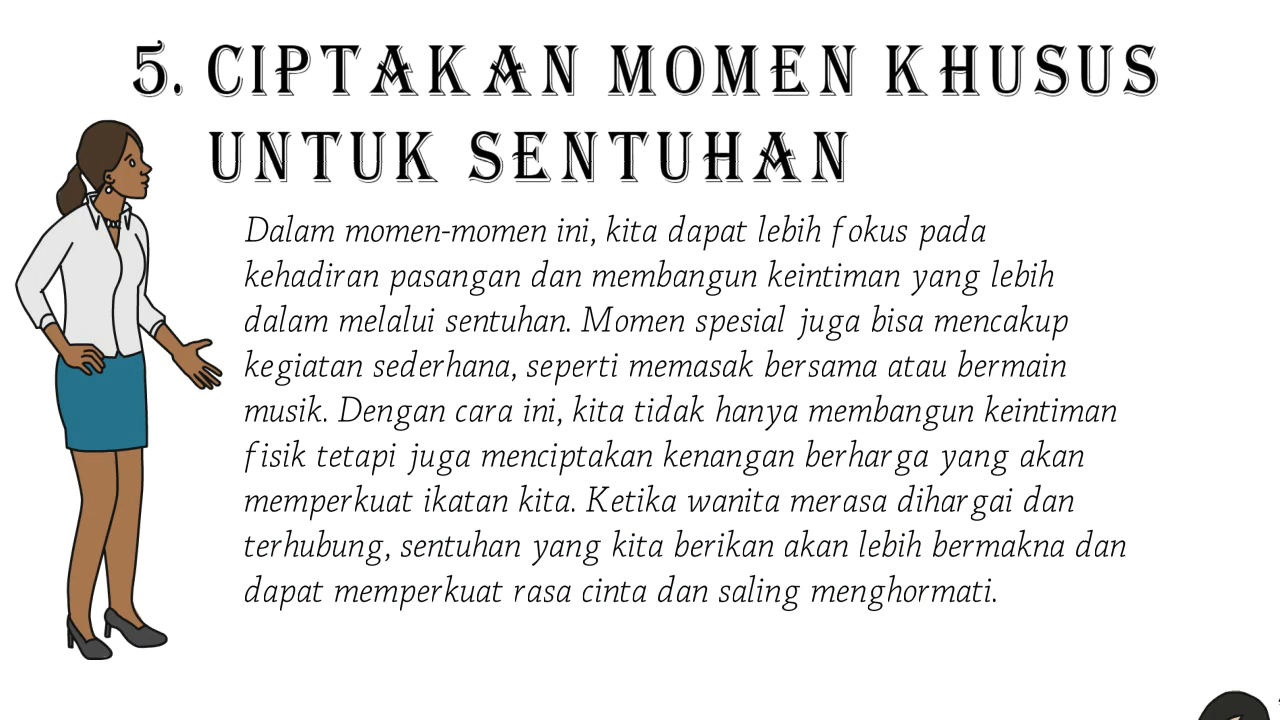 5. CIPTAKAN MOMEN KHUSUS
UNTUK SENTUHAN
Dalam momen-momen ini, kita dapat lebih fokus pada
kehadiran pasangan dan membangun keintiman yang lebih
dalam melalui sentuhan. Momen spesial juga bisa mencakup
kegiatan sederhana, seperti memasak bersama atau bermain
musik. Dengan cara ini, kita tidak hanya membangun keintiman
fisik tetapi juga menciptakan kenangan berharga yang akan
memperkuat ikatan kita. Ketika wanita merasa dihargai dan
terhubung, sentuhan yang kita berikan akan lebih bermakna dan
dapat memperkuat rasa cinta dan saling menghormati.